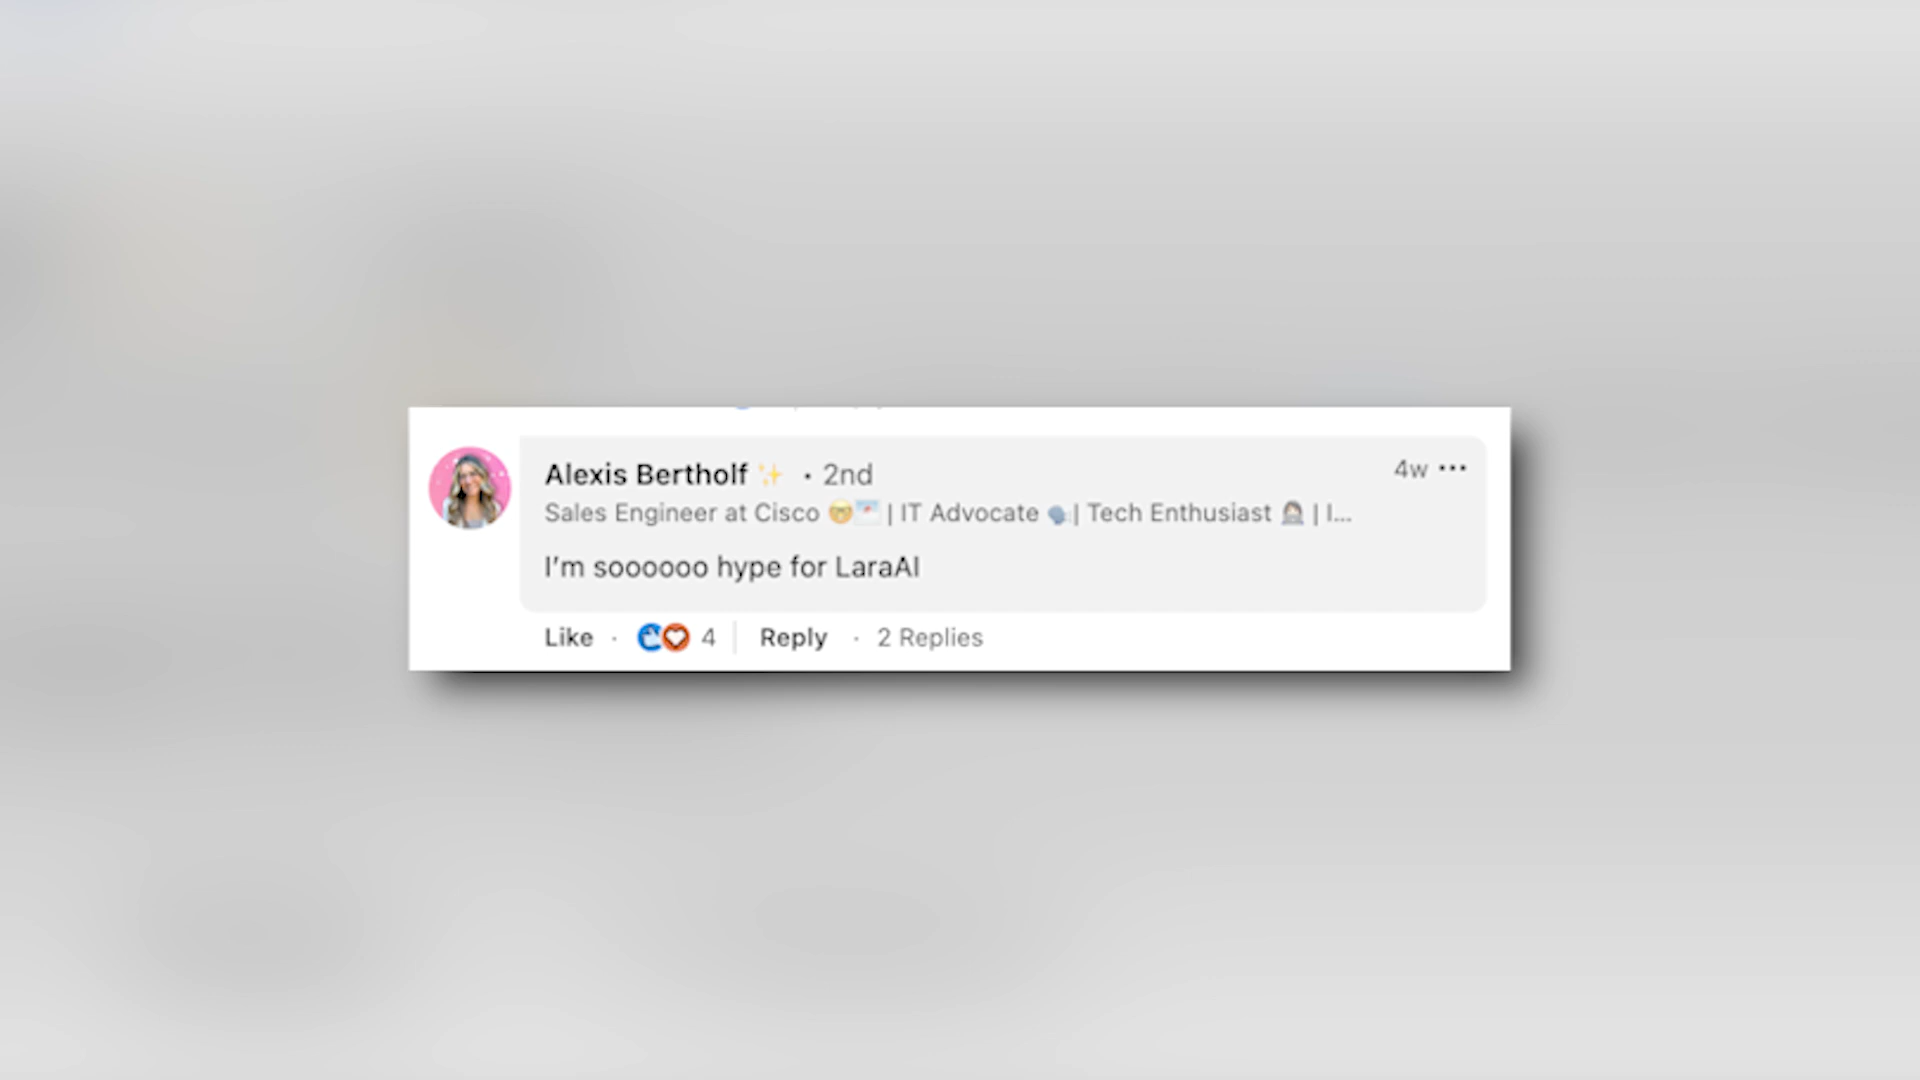 Alexis Bertholf ✨ • 2nd
4w •••
Sales Engineer at Cisco 🤓💌 | IT Advocate 🗣| Tech Enthusiast 👩🏻‍💻 | I...
I'm soooooo hype for LaraAI
Like · 4 | Reply · 2 Replies